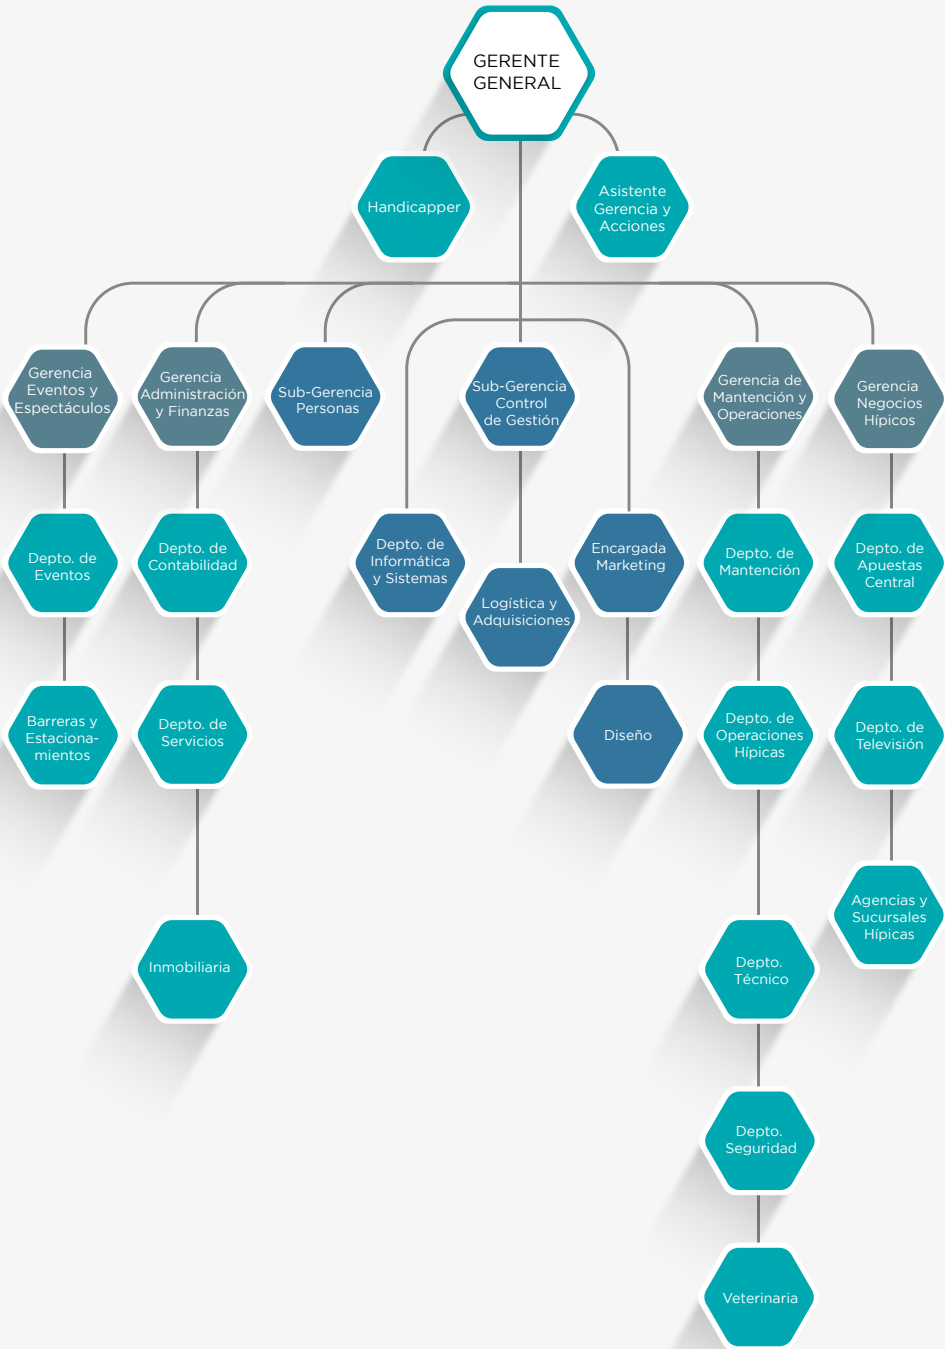 GERENTE
GENERAL
Handicapper
Asistente
Gerencia y
Acciones
Gerencia
Eventos y
Espectáculos
Gerencia
Administración
y Finanzas
Sub-Gerencia
Personas
Sub-Gerencia
Control
de Gestión
Gerencia de
Mantención y
Operaciones
Gerencia
Negocios
Hípicos
Depto. de
Eventos
Depto. de
Contabilidad
Depto. de
Informática
y Sistemas
Logística y
Adquisiciones
Encargada
Marketing
Depto. de
Mantención
Depto. de
Apuestas
Central
Barreras y
Estaciona-
mientos
Depto. de
Servicios
Diseño
Depto. de
Operaciones
Hípicas
Depto. de
Televisión
Agencias y
Sucursales
Hípicas
Inmobiliaria
Depto.
Técnico
Depto.
Seguridad
Veterinaria